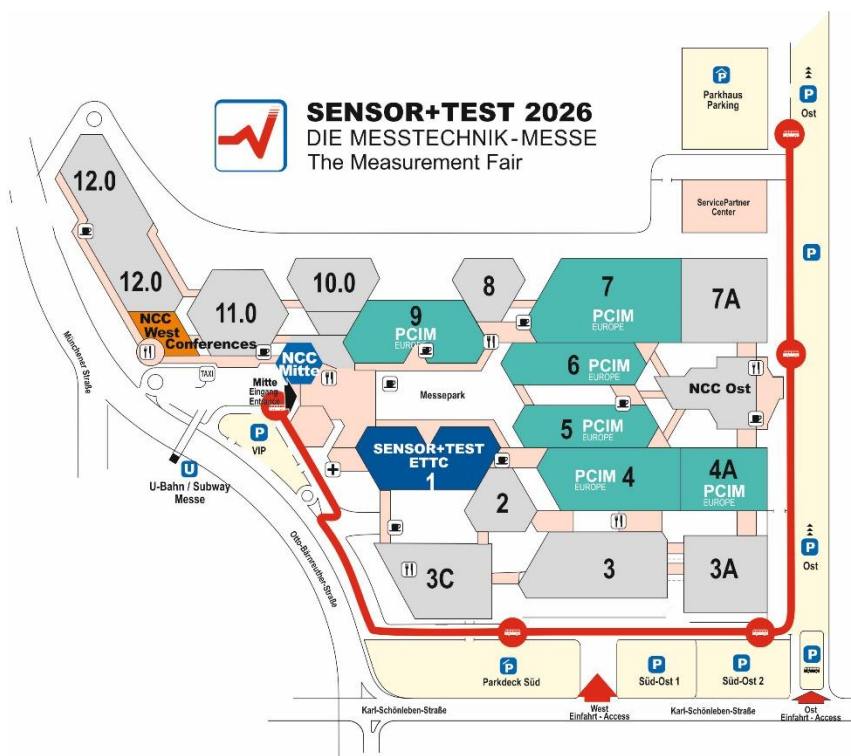 SENSOR+TEST 2026
DIE MESSTECHNIK-MESSE
The Measurement Fair
P
Parkhaus
Parking
P
Ost
ServicePartner
Center
P
12.0
12.0
11.0
10.0
8
9
PCIM
EUROPE
7
PCIM
EUROPE
7A
NCC
West
Conferences
NCC
Mitte
6
PCIM
EUROPE
NCC Ost
Münchener Straße
TAXI
Mitte
Eingang
Entrance
Messepark
5
PCIM
EUROPE
P
VIP
SENSOR+TEST
ETTC
1
PCIM
EUROPE
4
4A
PCIM
EUROPE
U
U-Bahn / Subway
Messe
2
Otto-Bärnreuther-Straße
3C
3
3A
P
Ost
P
Parkdeck Süd
P
Süd-Ost 1
P
Süd-Ost 2
P
Karl-Schönleben-Straße
West
Einfahrt - Access
Karl-Schönleben-Straße
Ost
Einfahrt - Access